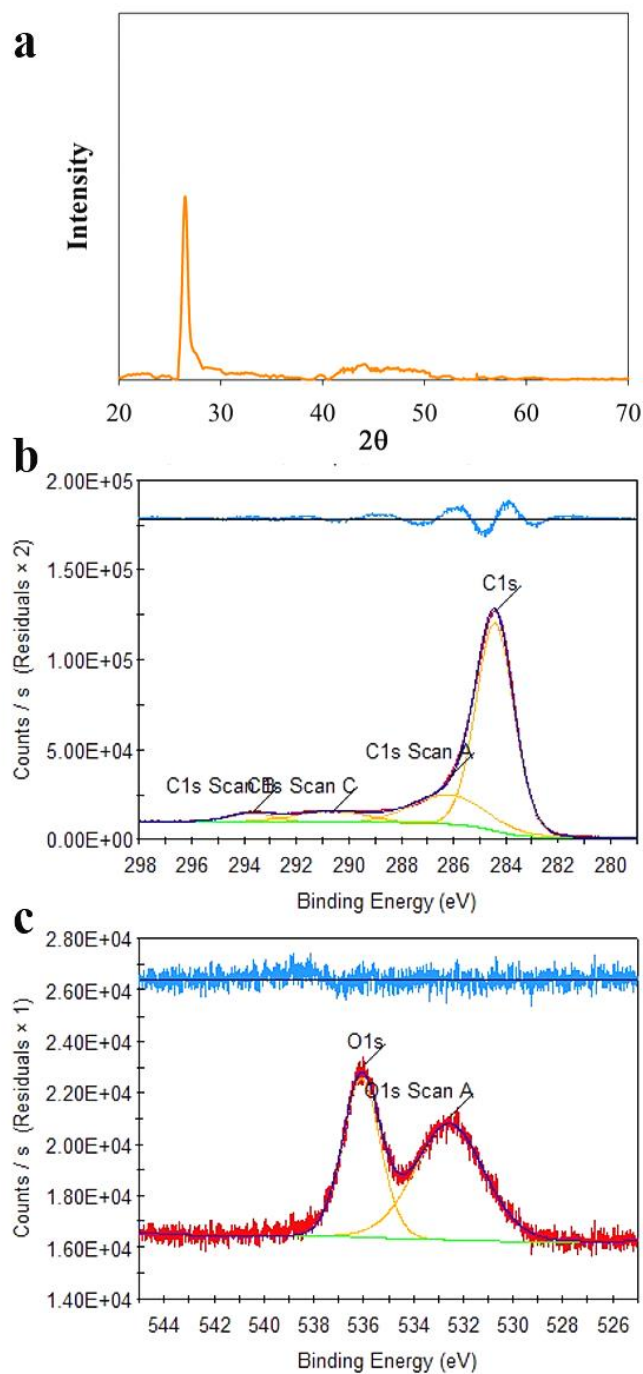 a
Intensity
20 30 40 50 60 70
2θ
b
2.00E+05
1.50E+05
1.00E+05
5.00E+04
0.00E+00
Counts / s (Residuals × 2)
C1s
C1s Scan A
C1s Scan B
C1s Scan C
298 296 294 292 290 288 286 284 282 280
Binding Energy (eV)
c
2.80E+04
2.60E+04
2.40E+04
2.20E+04
2.00E+04
1.80E+04
1.60E+04
1.40E+04
Counts / s (Residuals × 1)
O1s
O1s Scan A
544 542 540 538 536 534 532 530 528 526
Binding Energy (eV)